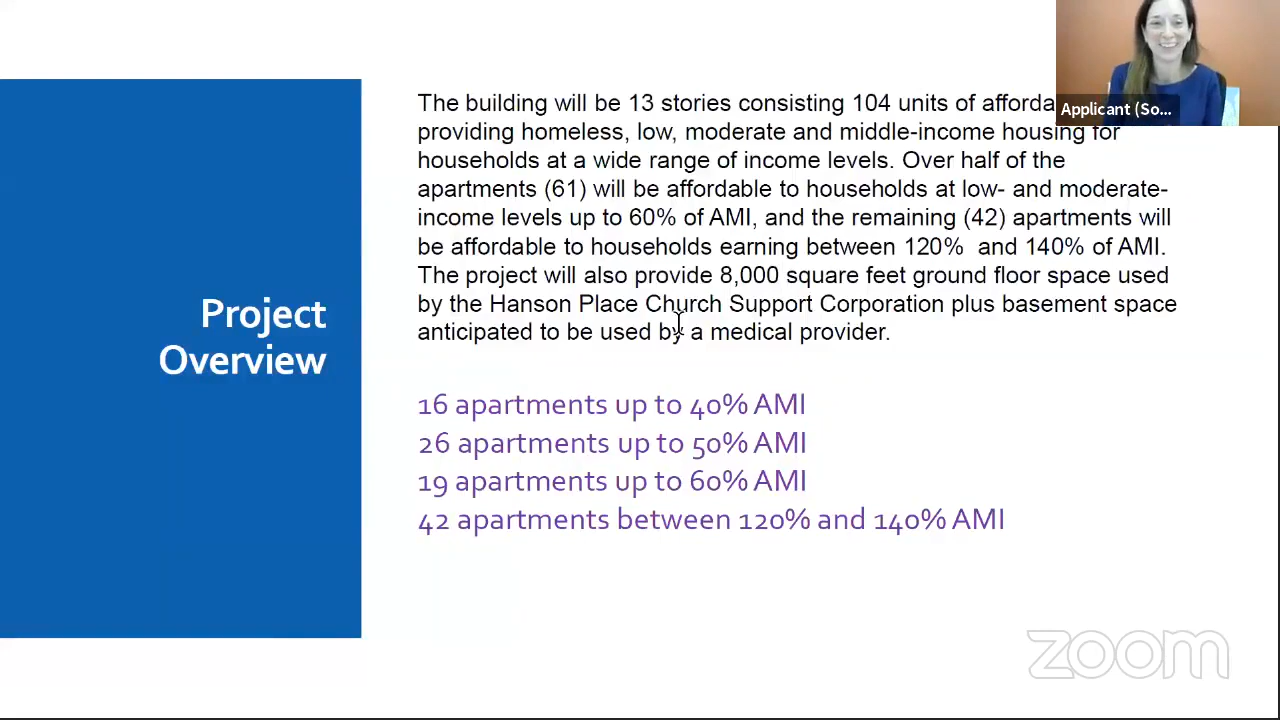 The building will be 13 stories consisting 104 units of
providing homeless, low, moderate and middle-income housing for
households at a wide range of income levels. Over half of the
apartments (61) will be affordable to households at low- and moderate-
income levels up to 60% of AMI, and the remaining (42) apartments will
be affordable to households earning between 120% and 140% of AMI.
The project will also provide 8,000 square feet ground floor space used
by the Hanson Place Church Support Corporation plus basement space
anticipated to be used by a medical provider.
Applicant (So...
Project
Overview
16 apartments up to 40% AMI
26 apartments up to 50% AMI
19 apartments up to 60% AMI
42 apartments between 120% and 140% AMI
zoom